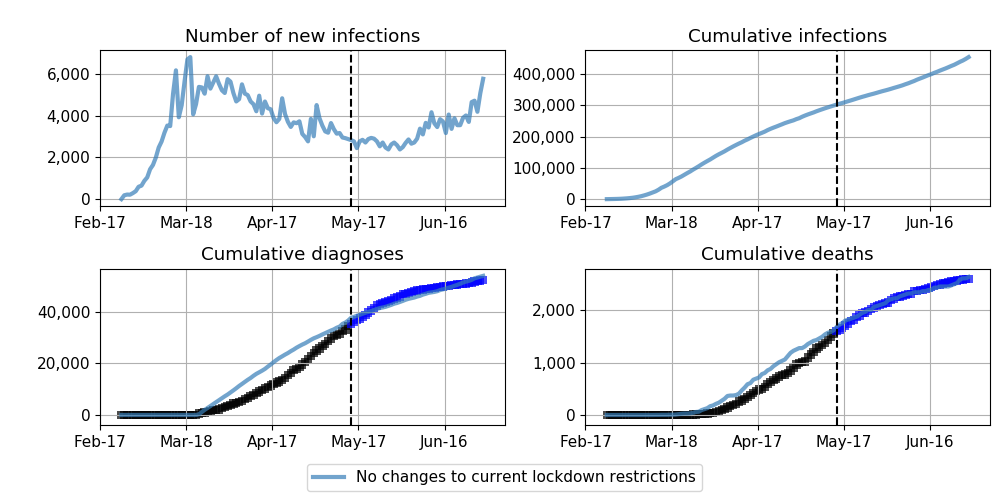 Number of new infections
6,000
4,000
2,000
0
Feb-17 Mar-18 Apr-17 May-17 Jun-16
Cumulative infections
400,000
300,000
200,000
100,000
0
Feb-17 Mar-18 Apr-17 May-17 Jun-16
Cumulative diagnoses
40,000
20,000
0
Feb-17 Mar-18 Apr-17 May-17 Jun-16
Cumulative deaths
2,000
1,000
0
Feb-17 Mar-18 Apr-17 May-17 Jun-16
No changes to current lockdown restrictions